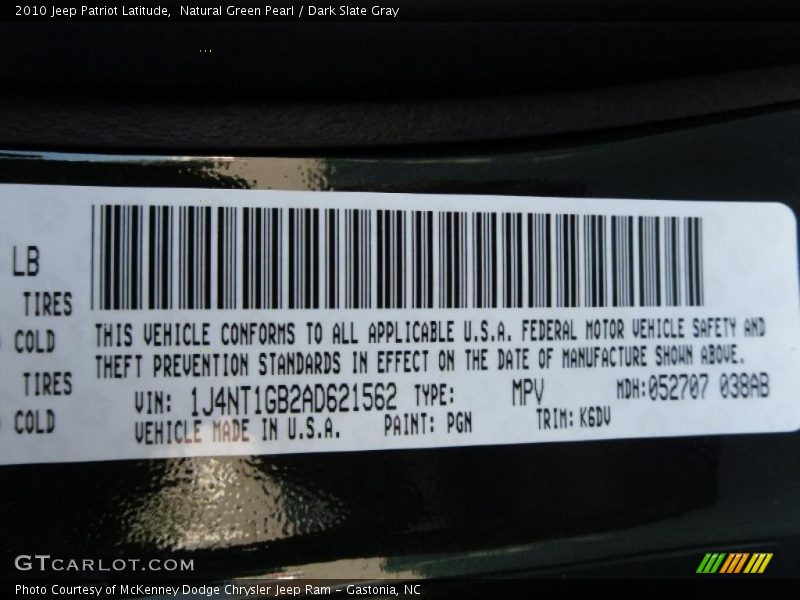 2010 Jeep Patriot Latitude,  Natural Green Pearl / Dark Slate Gray
LB
TIRES
COLD
TIRES
COLD
THIS VEHICLE CONFORMS TO ALL APPLICABLE U.S.A. FEDERAL MOTOR VEHICLE SAFETY AND
THEFT PREVENTION STANDARDS IN EFFECT ON THE DATE OF MANUFACTURE SHOWN ABOVE.
VIN: 1J4NT1GB2AD621562 TYPE: MPV MDH:052707 038AB
VEHICLE MADE IN U.S.A. PAINT: PGN TRIM: K6DV
GTCARLOT.COM
Photo Courtesy of McKenney Dodge Chrysler Jeep Ram - Gastonia, NC